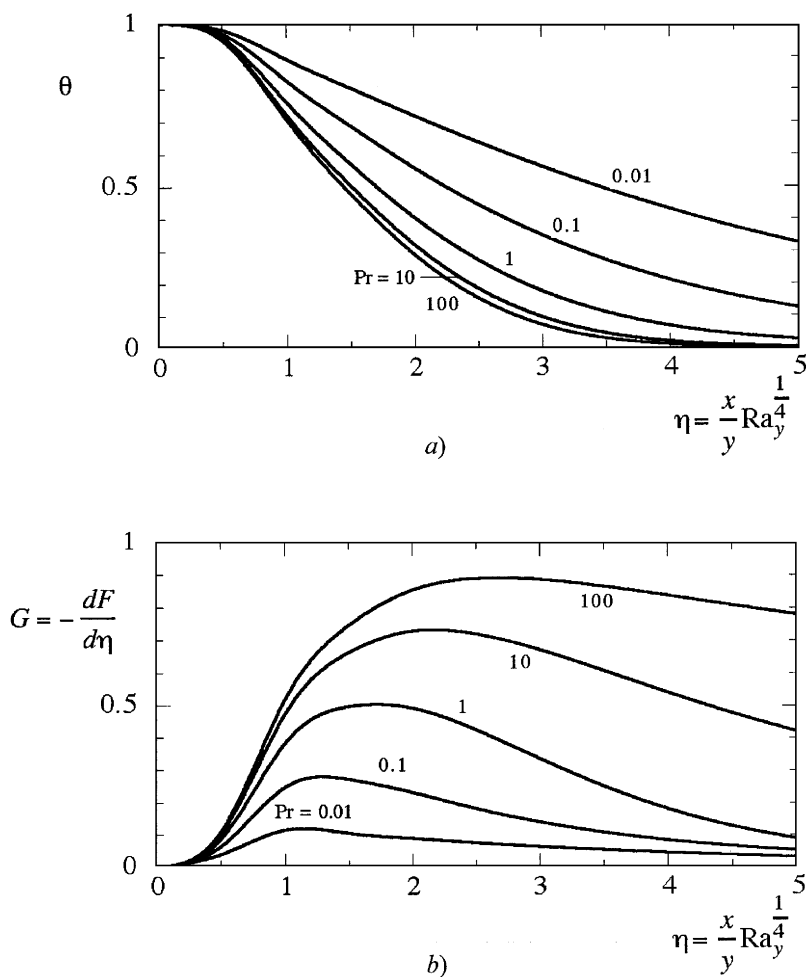 1
θ
0.5
0
0.01
0.1
1
Pr = 10
100
0 1 2 3 4 5
η = x/y Ra_y^{1/4}
a)
1
G = − dF/dη
0.5
0
100
10
1
0.1
Pr = 0.01
0 1 2 3 4 5
η = x/y Ra_y^{1/4}
b)